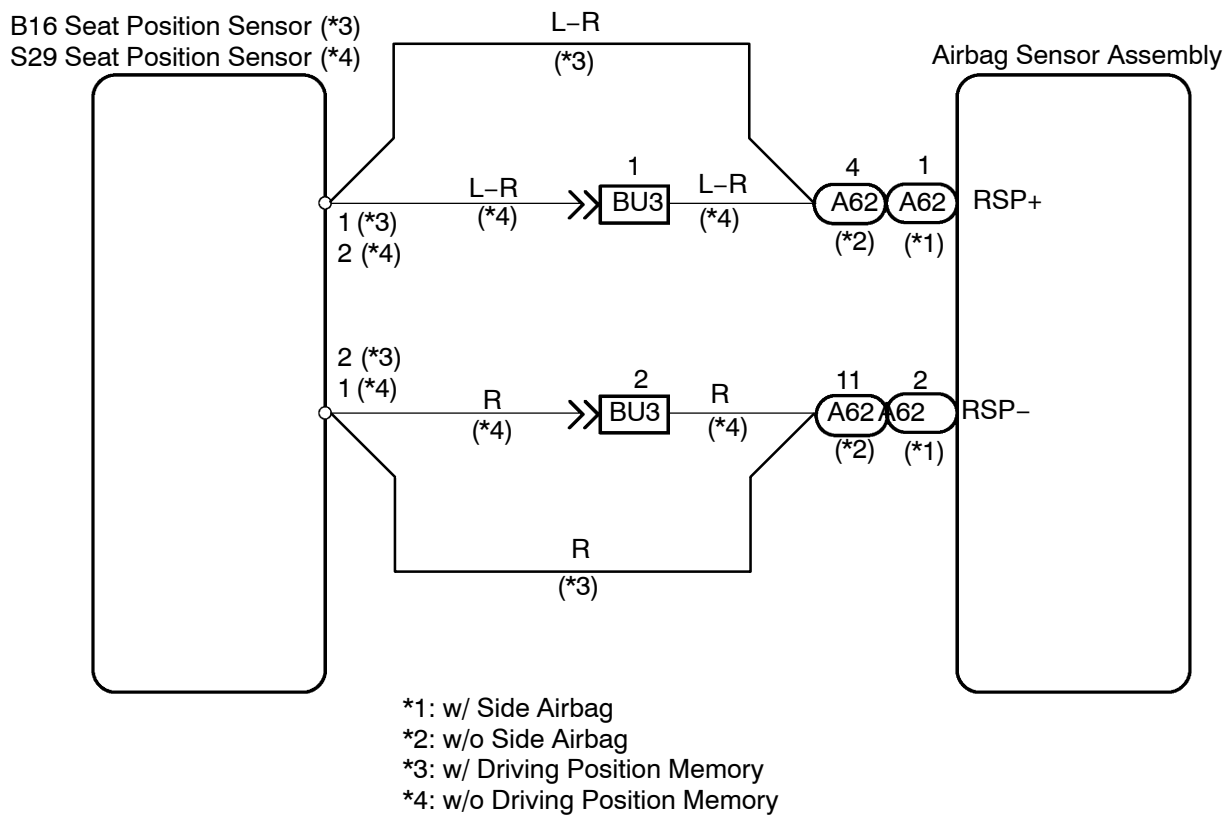 B16 Seat Position Sensor (*3)
S29 Seat Position Sensor (*4)
L–R
(*3)
Airbag Sensor Assembly
1 (*3)
2 (*4)
L–R
(*4)
1
BU3
L–R
(*4)
4
A62
(*2)
1
A62
(*1)
RSP+
2 (*3)
1 (*4)
R
(*4)
2
BU3
R
(*4)
11
A62
(*2)
2
A62
(*1)
RSP–
R
(*3)
*1: w/ Side Airbag
*2: w/o Side Airbag
*3: w/ Driving Position Memory
*4: w/o Driving Position Memory